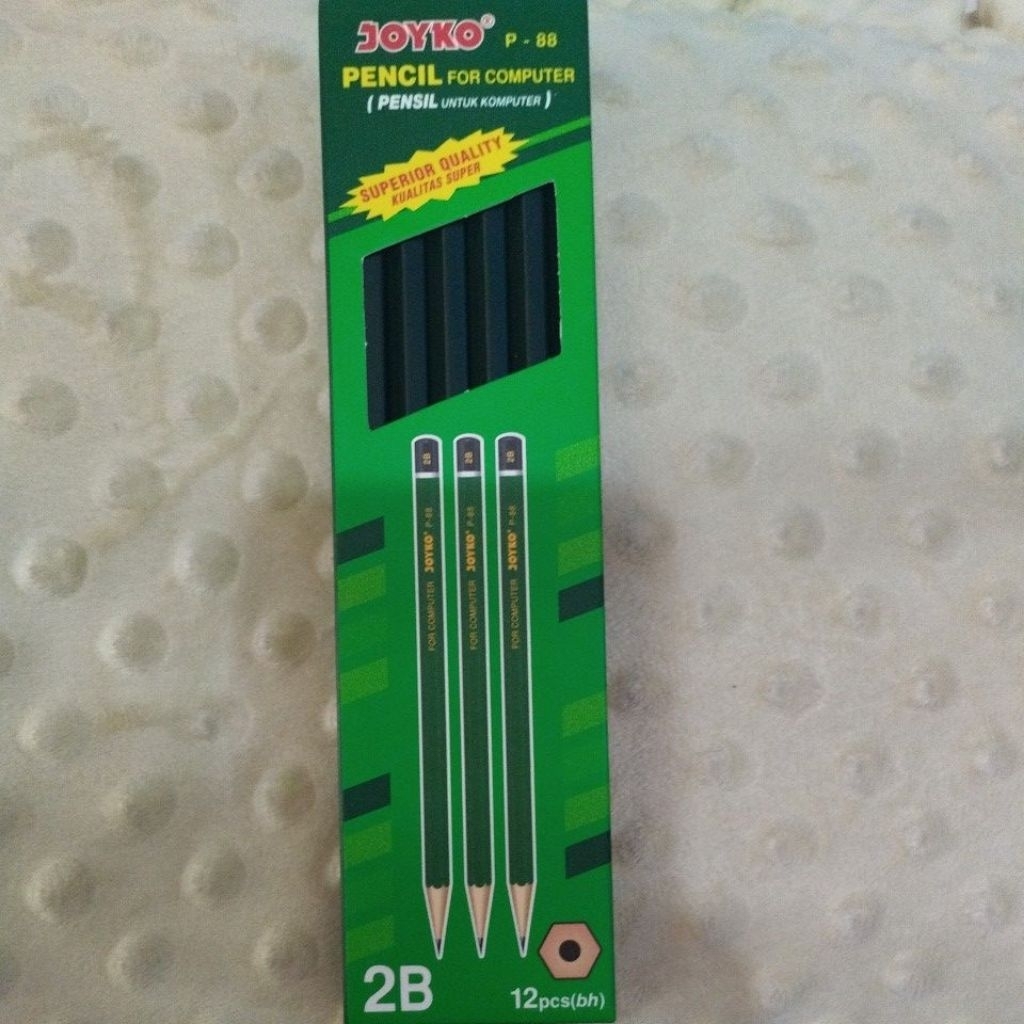 JOYKO® P - 88
PENCIL FOR COMPUTER
( PENSIL UNTUK KOMPUTER )
SUPERIOR QUALITY
KUALITAS SUPER
2B
2B
2B
FOR COMPUTER JOYKO® P-88
FOR COMPUTER JOYKO® P-88
FOR COMPUTER JOYKO® P-88
2B
12pcs(bh)